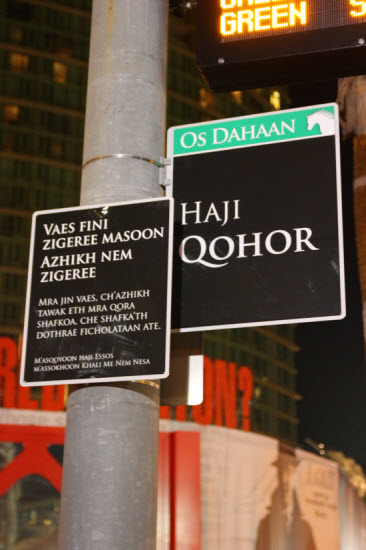 GREEN
OS DAHAAN
HAJI
QOHOR
VAES FINI
ZIGEREE MASOON
AZHIKH NEM
ZIGEREE
MRA JIN VAES, CH'AZHIKH
TAWAK ETH MRA QORA
SHAFKOA, CHE SHAFKA'TH
DOTHRAE FICHOLATAAN ATE.
M'ASQOYOON HAJI ESSOS
M'ASSOKHOON KHALI ME NEM NESA